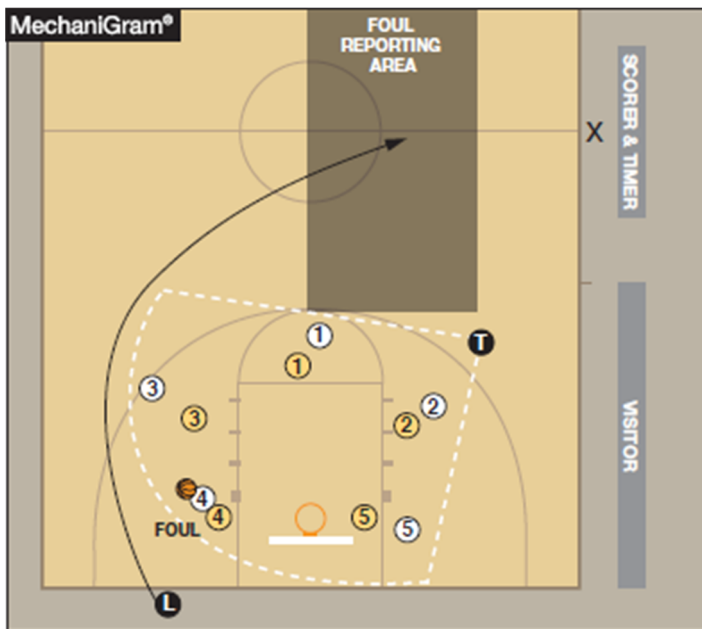 MechaniGram®
FOUL
REPORTING
AREA
SCORER & TIMER
X
1
T
1
3
2
3
2
4
4
5
5
FOUL
VISITOR
L